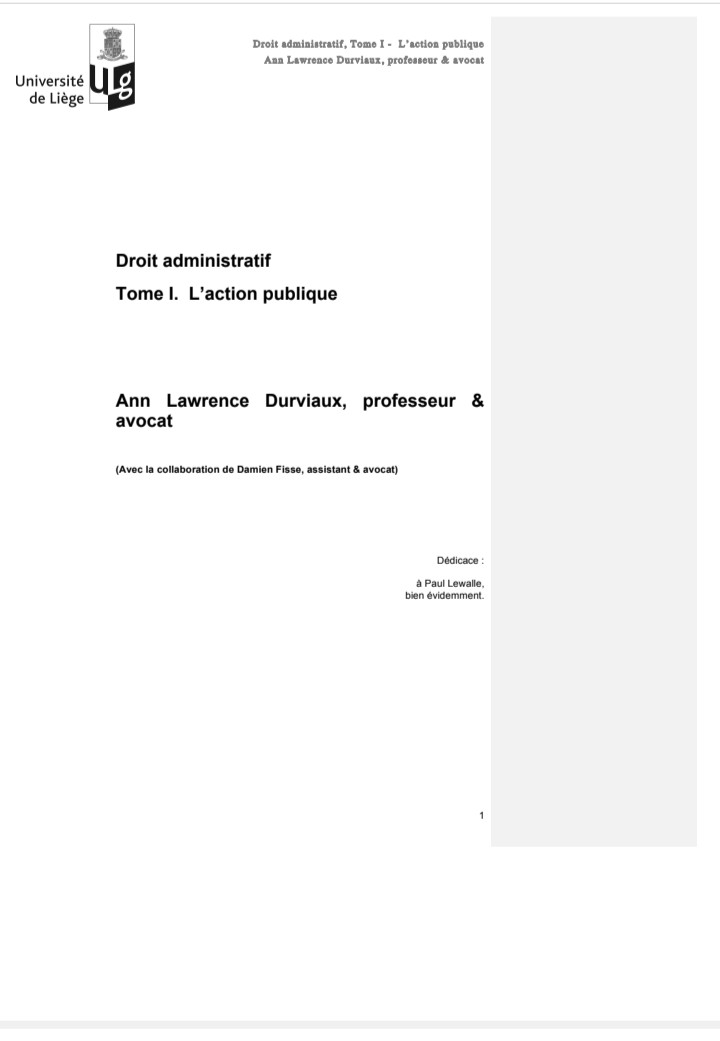 Université
de Liège
ULg
Droit administratif, Tome I - L’action publique
Ann Lawrence Durviaux, professeur & avocat
Droit administratif
Tome I. L’action publique
Ann Lawrence Durviaux, professeur &
avocat
(Avec la collaboration de Damien Fisse, assistant & avocat)
Dédicace :
à Paul Lewalle,
bien évidemment.
1